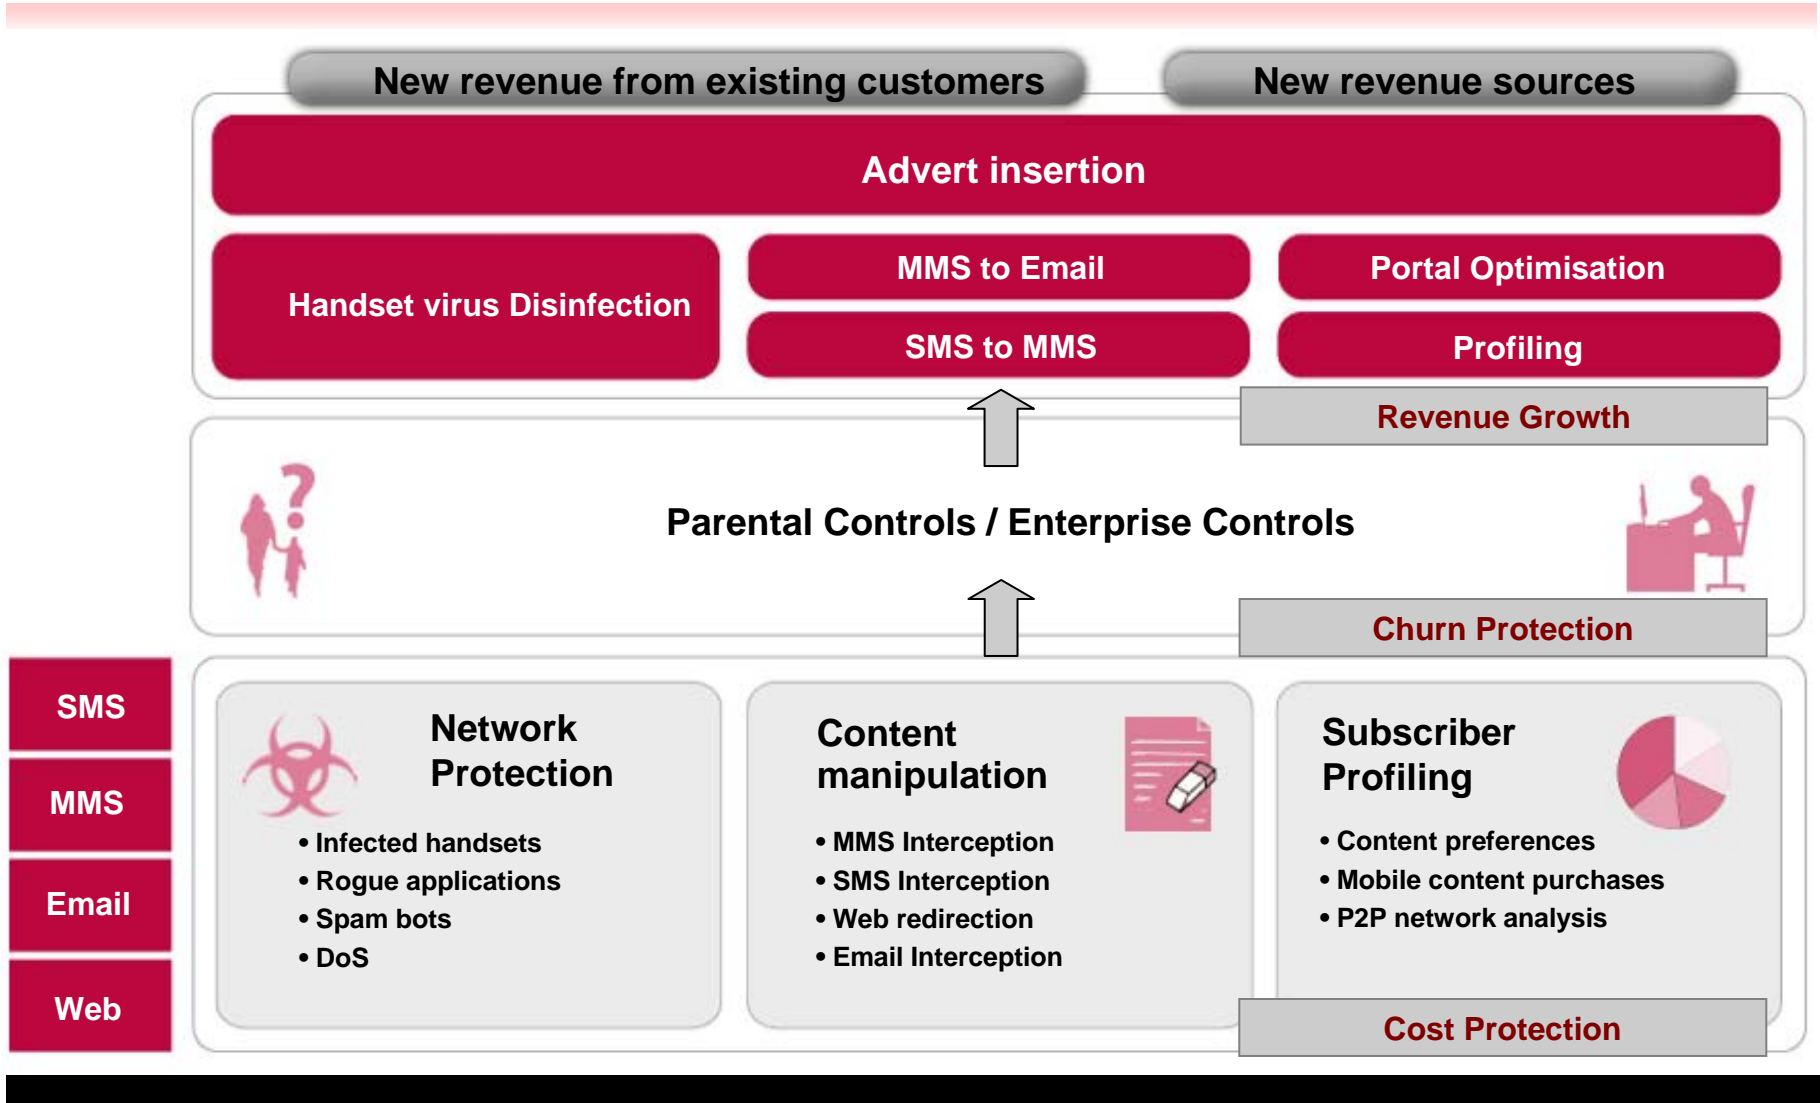 New revenue from existing customers
New revenue sources
Advert insertion
Handset virus Disinfection
MMS to Email
Portal Optimisation
SMS to MMS
Profiling
Revenue Growth
?
Parental Controls / Enterprise Controls
Churn Protection
SMS
MMS
Email
Web
Network
Protection
• Infected handsets
• Rogue applications
• Spam bots
• DoS
Content
manipulation
• MMS Interception
• SMS Interception
• Web redirection
• Email Interception
Subscriber
Profiling
• Content preferences
• Mobile content purchases
• P2P network analysis
Cost Protection